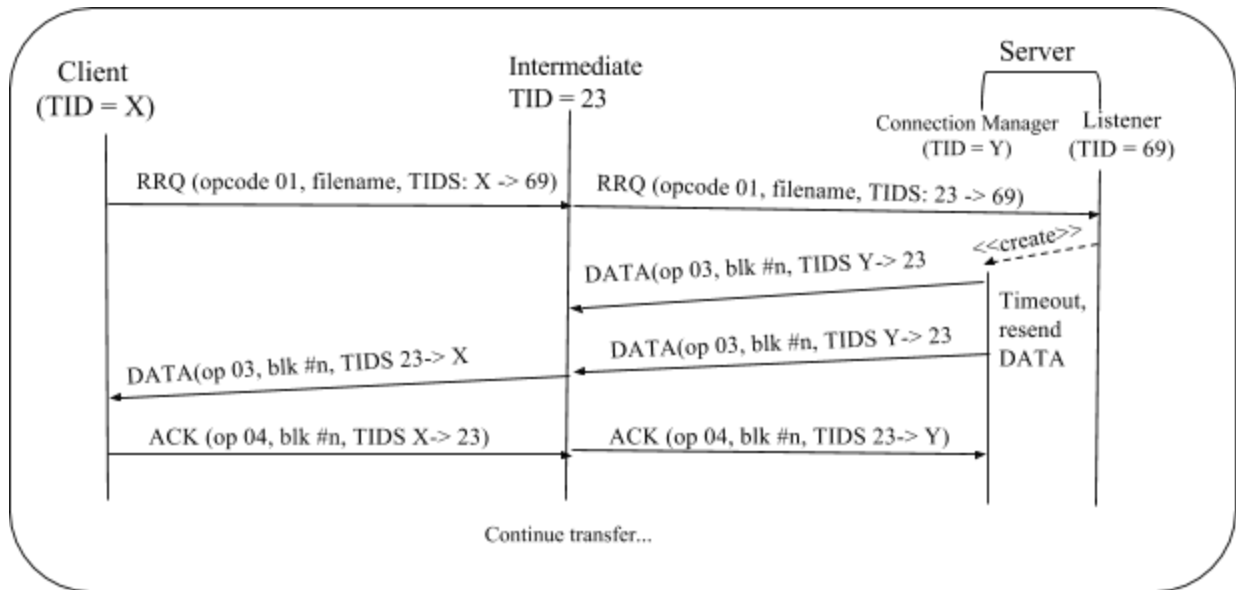 Server
Client
(TID = X)
Intermediate
TID = 23
Connection Manager
(TID = Y)
Listener
(TID = 69)
RRQ (opcode 01, filename, TIDS: X -> 69)
RRQ (opcode 01, filename, TIDS: 23 -> 69)
<<create>>
DATA(op 03, blk #n, TIDS Y-> 23
Timeout,
resend
DATA
DATA(op 03, blk #n, TIDS Y-> 23
DATA(op 03, blk #n, TIDS 23-> X
ACK (op 04, blk #n, TIDS X-> 23)
ACK (op 04, blk #n, TIDS 23-> Y)
Continue transfer...